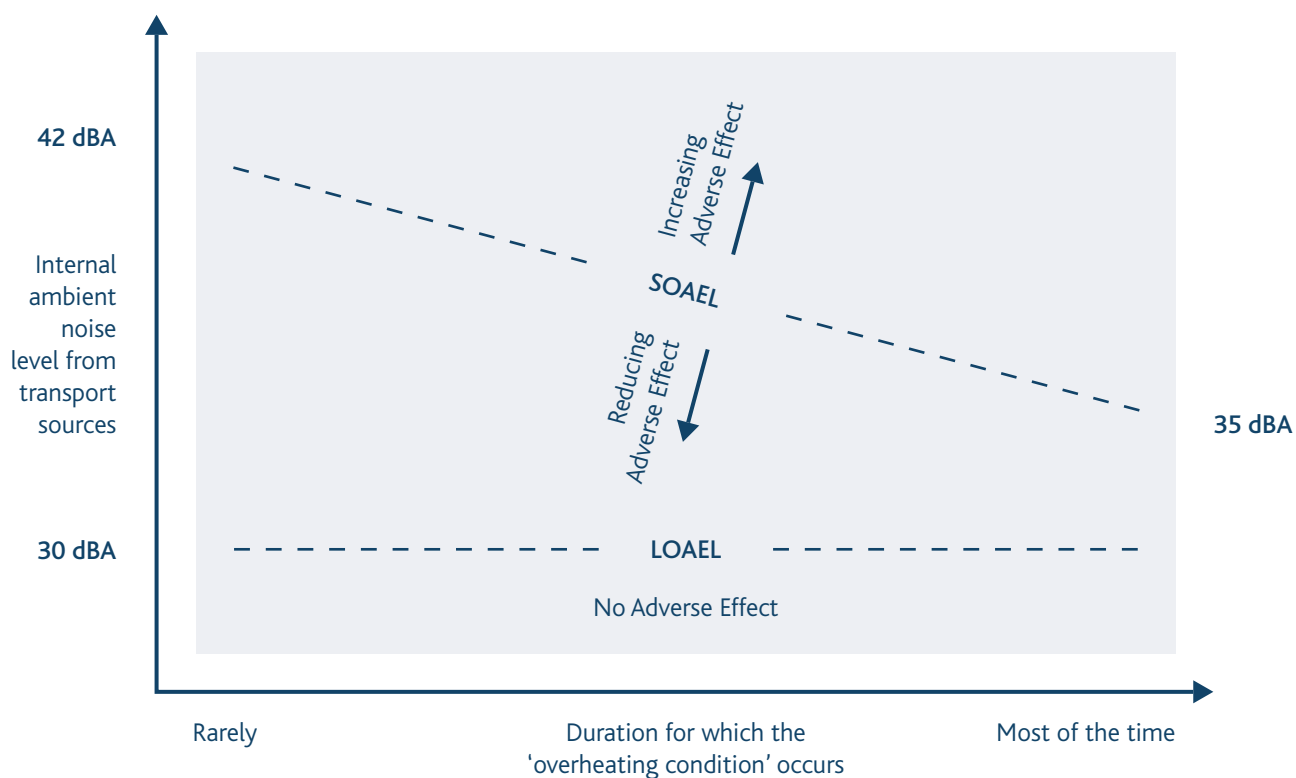 42 dBA
Internal
ambient
noise
level from
transport
sources
30 dBA
Increasing
Adverse Effect
SOAEL
Reducing
Adverse Effect
35 dBA
LOAEL
No Adverse Effect
Rarely
Duration for which the
‘overheating condition’ occurs
Most of the time